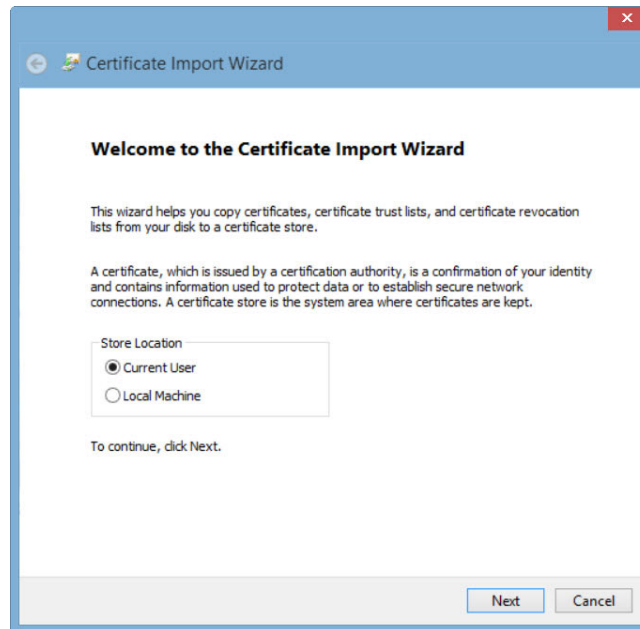 Certificate Import Wizard
Welcome to the Certificate Import Wizard
This wizard helps you copy certificates, certificate trust lists, and certificate revocation
lists from your disk to a certificate store.
A certificate, which is issued by a certification authority, is a confirmation of your identity
and contains information used to protect data or to establish secure network
connections. A certificate store is the system area where certificates are kept.
Store Location
Current User
Local Machine
To continue, click Next.
Next
Cancel